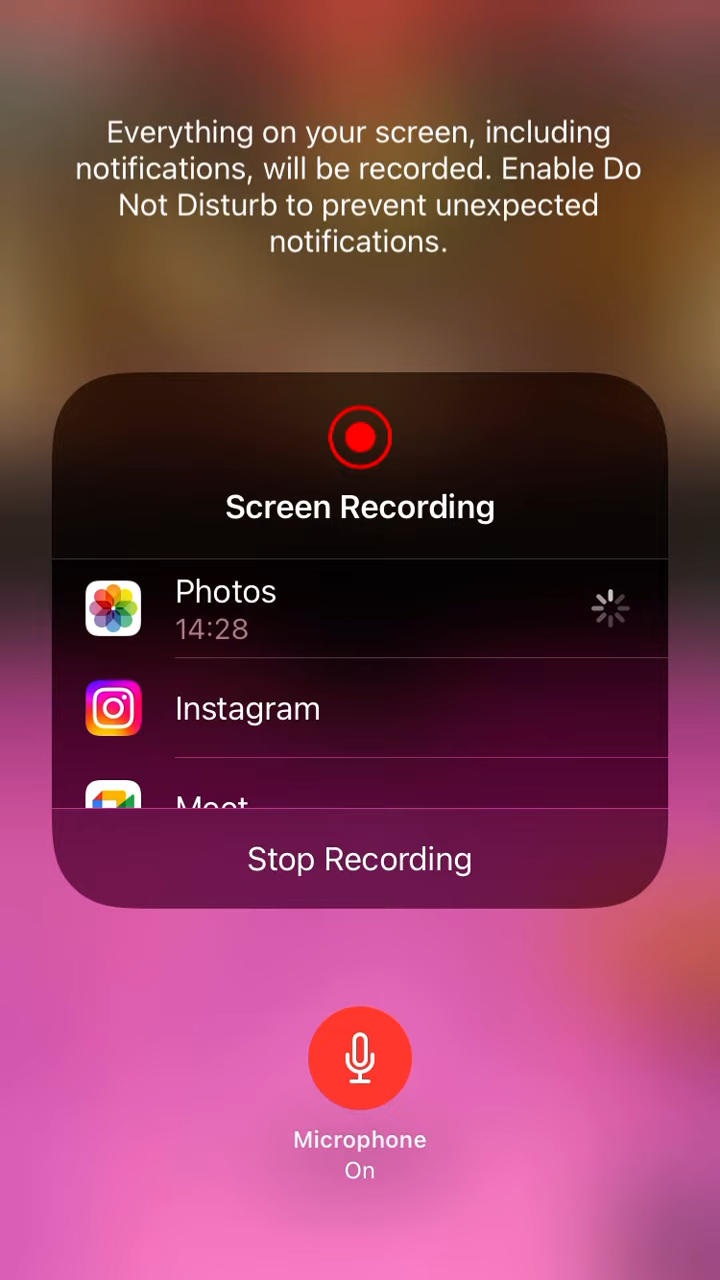 Everything on your screen, including
notifications, will be recorded. Enable Do
Not Disturb to prevent unexpected
notifications.
Screen Recording
Photos
14:28
Instagram
Meet
Stop Recording
Microphone
On